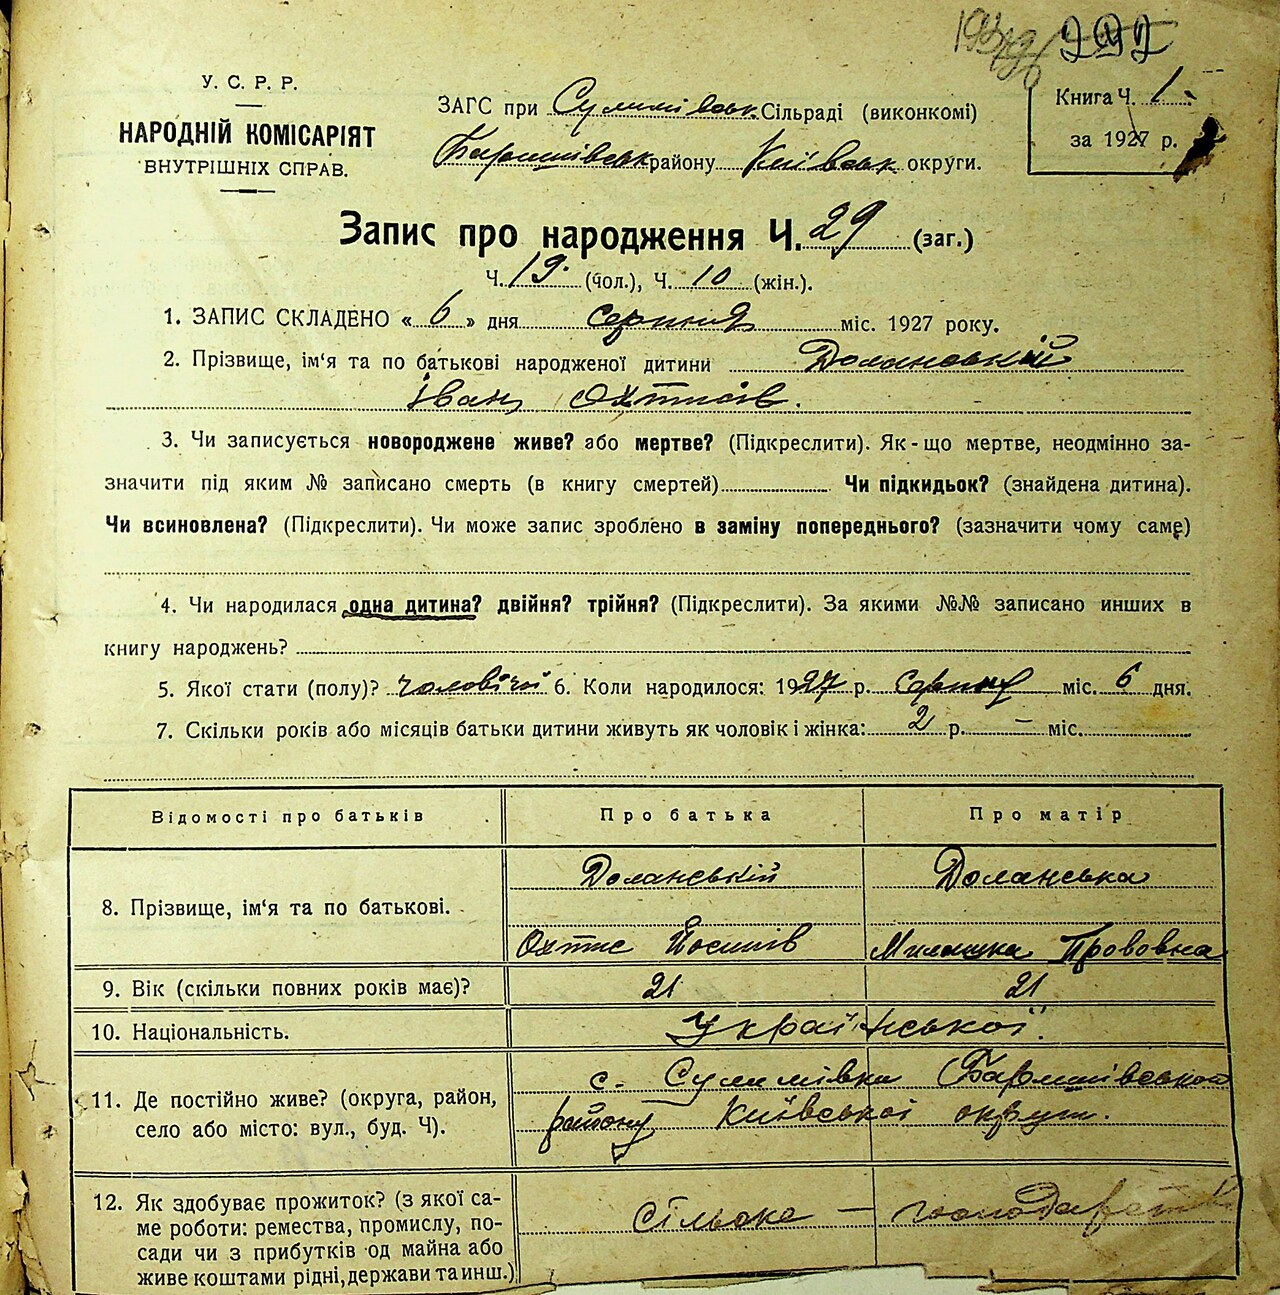 292
У. С. Р. Р.
НАРОДНІЙ КОМІСАРІЯТ
ВНУТРІШНІХ СПРАВ.
ЗАГС при Сулимівськ Сільраді (виконкомі)
Баришівськ району Київськ округи.
Книга Ч. 1.
за 1927 р.
Запис про народження Ч. 29 (заг.)
Ч. 19. (чол.), Ч. 10 (жін.).
1. ЗАПИС СКЛАДЕНО « 6 » дня серпня міс. 1927 року.
2. Прізвище, ім'я та по батькові народженої дитини Доланський
Іван Охтисів.
3. Чи записується новороджене живе? або мертве? (Підкреслити). Як-що мертве, неодмінно за-
значити під яким № записано смерть (в книгу смертей) Чи підкидьок? (знайдена дитина).
Чи всиновлена? (Підкреслити). Чи може запис зроблено в заміну попереднього? (зазначити чому саме)
4. Чи народилася одна дитина? двійня? трійня? (Підкреслити). За якими №№ записано инших в
книгу народжень?
5. Якої стати (полу)? чоловічої 6. Коли народилося: 1927 р. серпня міс. 6 дня.
7. Скільки років або місяців батьки дитини живуть як чоловік і жінка: 2 р. — міс.
Відомості про батьків Про батька Про матір
8. Прізвище, ім'я та по батькові. Доланській Доланська
Охтис Йосипів Милашка Прововна
9. Вік (скільки повних років має)? 21 21
10. Національність. Української.
11. Де постійно живе? (округа, район, село або місто: вул., буд. Ч). с. Сулимівка Баришівського
району Київської округи.
12. Як здобуває прожиток? (з якої са-
ме роботи: ремества, промислу, по-
сади чи з прибутків од майна або
живе коштами рідні, держави та инш.) Сільське — господарство